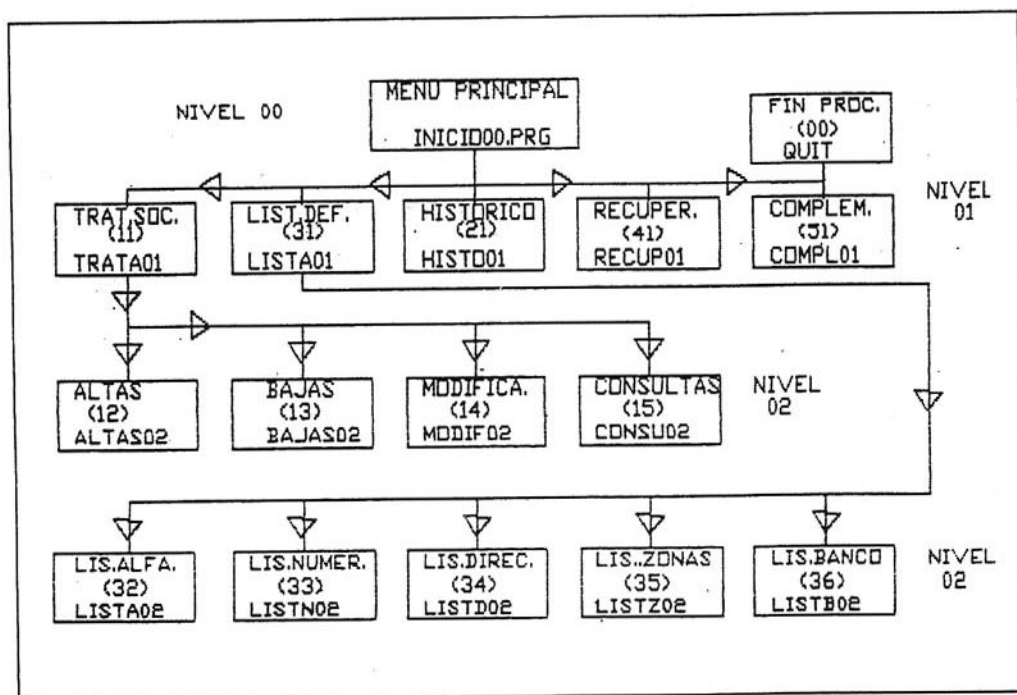 MENU PRINCIPAL
INICIO00.PRG
NIVEL 00
FIN PROC.
(00)
QUIT
TRAT.SOC.
(11)
TRATA01
LIST.DEF.
(31)
LISTA01
HISTORICO
(21)
HISTO01
RECUPER.
(41)
RECUP01
COMPLEM.
(51)
COMPL01
NIVEL
01
ALTAS
(12)
ALTAS02
BAJAS
(13)
BAJAS02
MODIFICA.
(14)
MODIF02
CONSULTAS
(15)
CONSU02
NIVEL
02
LIS.ALFA.
(32)
LISTA02
LIS.NUMER.
(33)
LISTN02
LIS.DIREC.
(34)
LISTD02
LIS..ZONAS
(35)
LISTZ02
LIS.BANCO
(36)
LISTB02
NIVEL
02